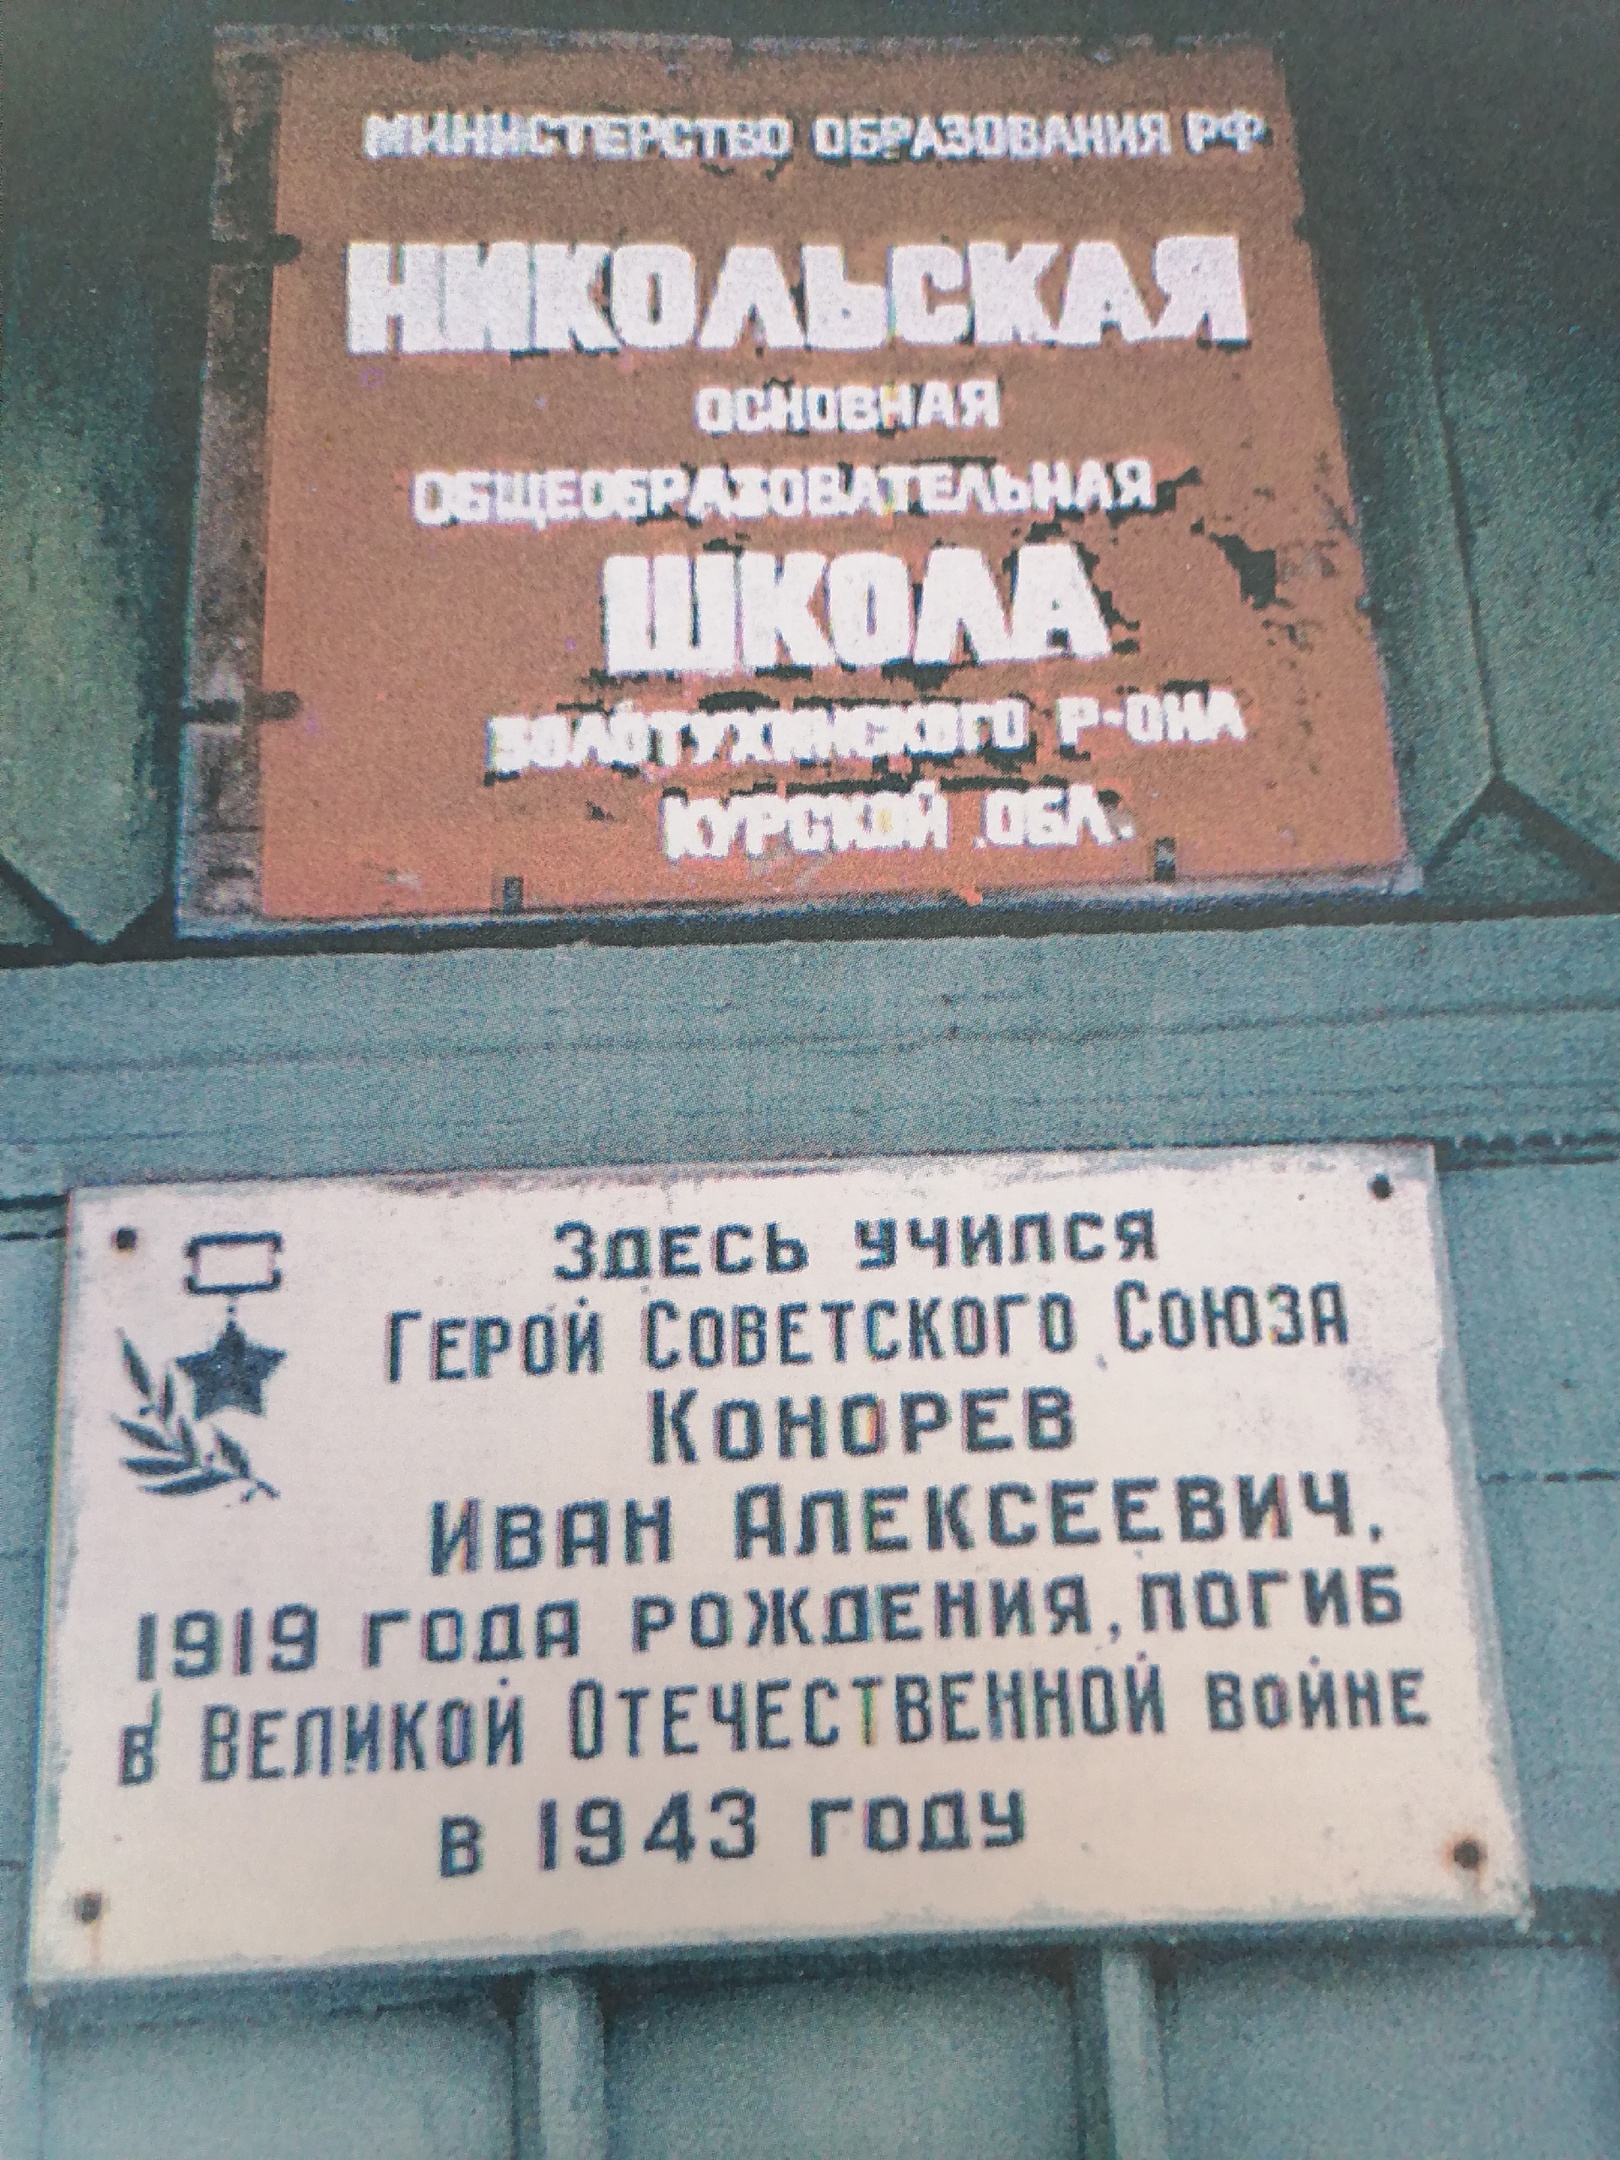 МИНИСТЕРСТВО ОБРАЗОВАНИЯ РФ
НИКОЛЬСКАЯ
ОСНОВНАЯ
ОБЩЕОБРАЗОВАТЕЛЬНАЯ
ШКОЛА
ЗОЛОТУХИНСКОГО Р-ОНА
КУРСКОЙ ОБЛ.
ЗДЕСЬ УЧИЛСЯ
ГЕРОЙ СОВЕТСКОГО СОЮЗА
КОНОРЕВ
ИВАН АЛЕКСЕЕВИЧ,
1919 ГОДА РОЖДЕНИЯ, ПОГИБ
В ВЕЛИКОЙ ОТЕЧЕСТВЕННОЙ ВОЙНЕ
В 1943 ГОДУ